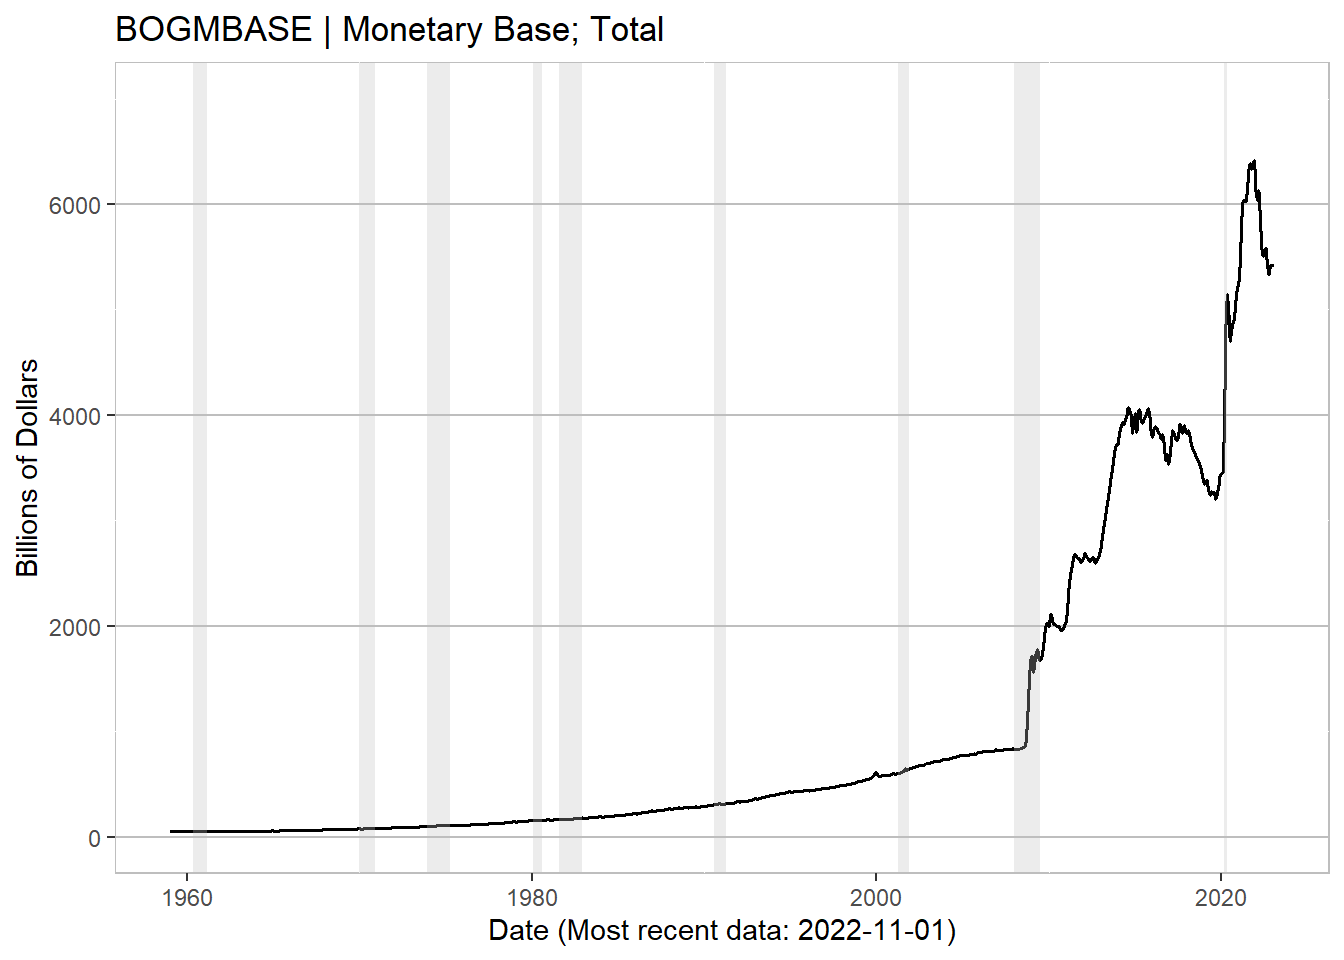 BOGMBASE | Monetary Base; Total
Billions of Dollars
6000
4000
2000
0
1960 1980 2000 2020
Date (Most recent data: 2022-11-01)